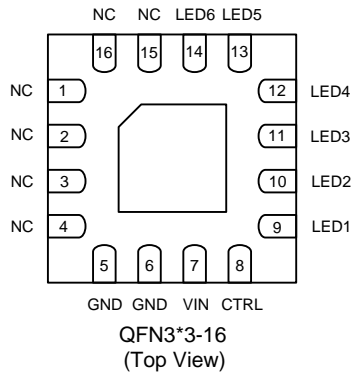 NC NC LED6 LED5
16 15 14 13
NC 1 12 LED4
NC 2 11 LED3
NC 3 10 LED2
NC 4 9 LED1
5 6 7 8
GND GND VIN CTRL
QFN3*3-16
(Top View)